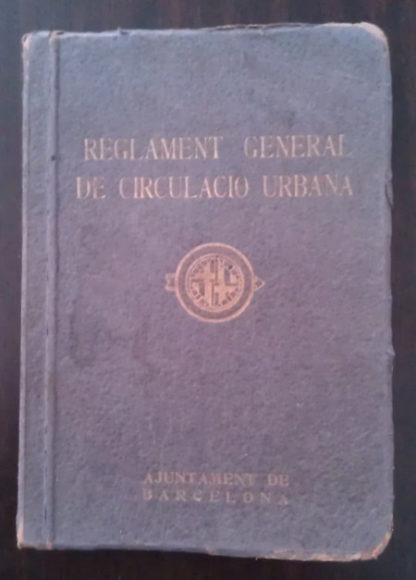 REGLAMENT GENERAL
DE CIRCULACIO URBANA
AJUNTAMENT DE
BARCELONA